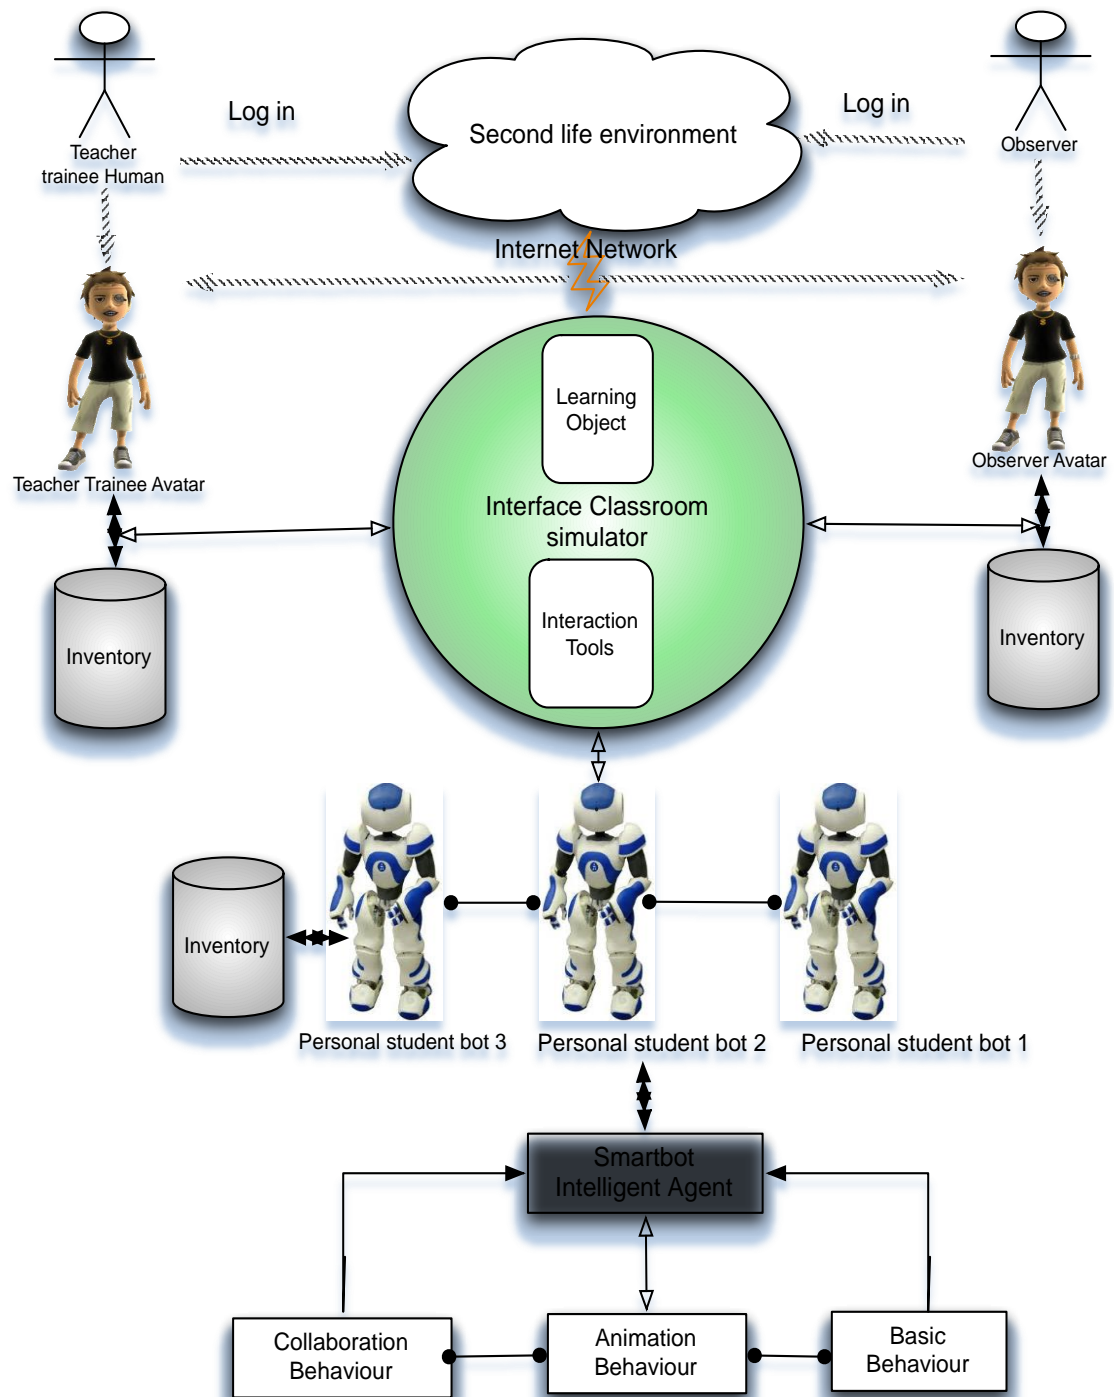 Log in
Log in
Second life environment
Teacher
trainee Human
Observer
Internet Network
Learning
Object
Teacher Trainee Avatar
Observer Avatar
Interface Classroom
simulator
Interaction
Tools
Inventory
Inventory
Inventory
Personal student bot 3
Personal student bot 2
Personal student bot 1
Smartbot
Intelligent Agent
Collaboration
Behaviour
Animation
Behaviour
Basic
Behaviour